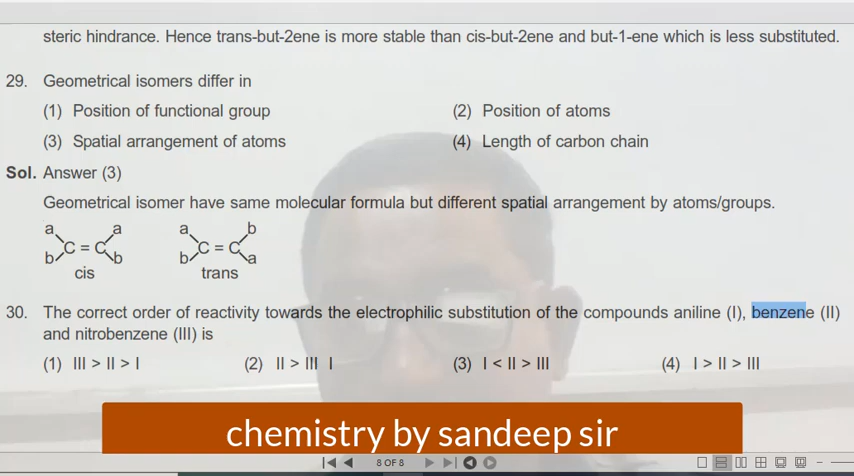 steric hindrance. Hence trans-but-2ene is more stable than cis-but-2ene and but-1-ene which is less substituted.
29. Geometrical isomers differ in
(1) Position of functional group (2) Position of atoms
(3) Spatial arrangement of atoms (4) Length of carbon chain
Sol. Answer (3)
Geometrical isomer have same molecular formula but different spatial arrangement by atoms/groups.
a a a b
C = C C = C
b b b a
cis trans
30. The correct order of reactivity towards the electrophilic substitution of the compounds aniline (I), benzene (II)
and nitrobenzene (III) is
(1) III > II > I (2) II > III I (3) I < II > III (4) I > II > III
chemistry by sandeep sir
8 OF 8